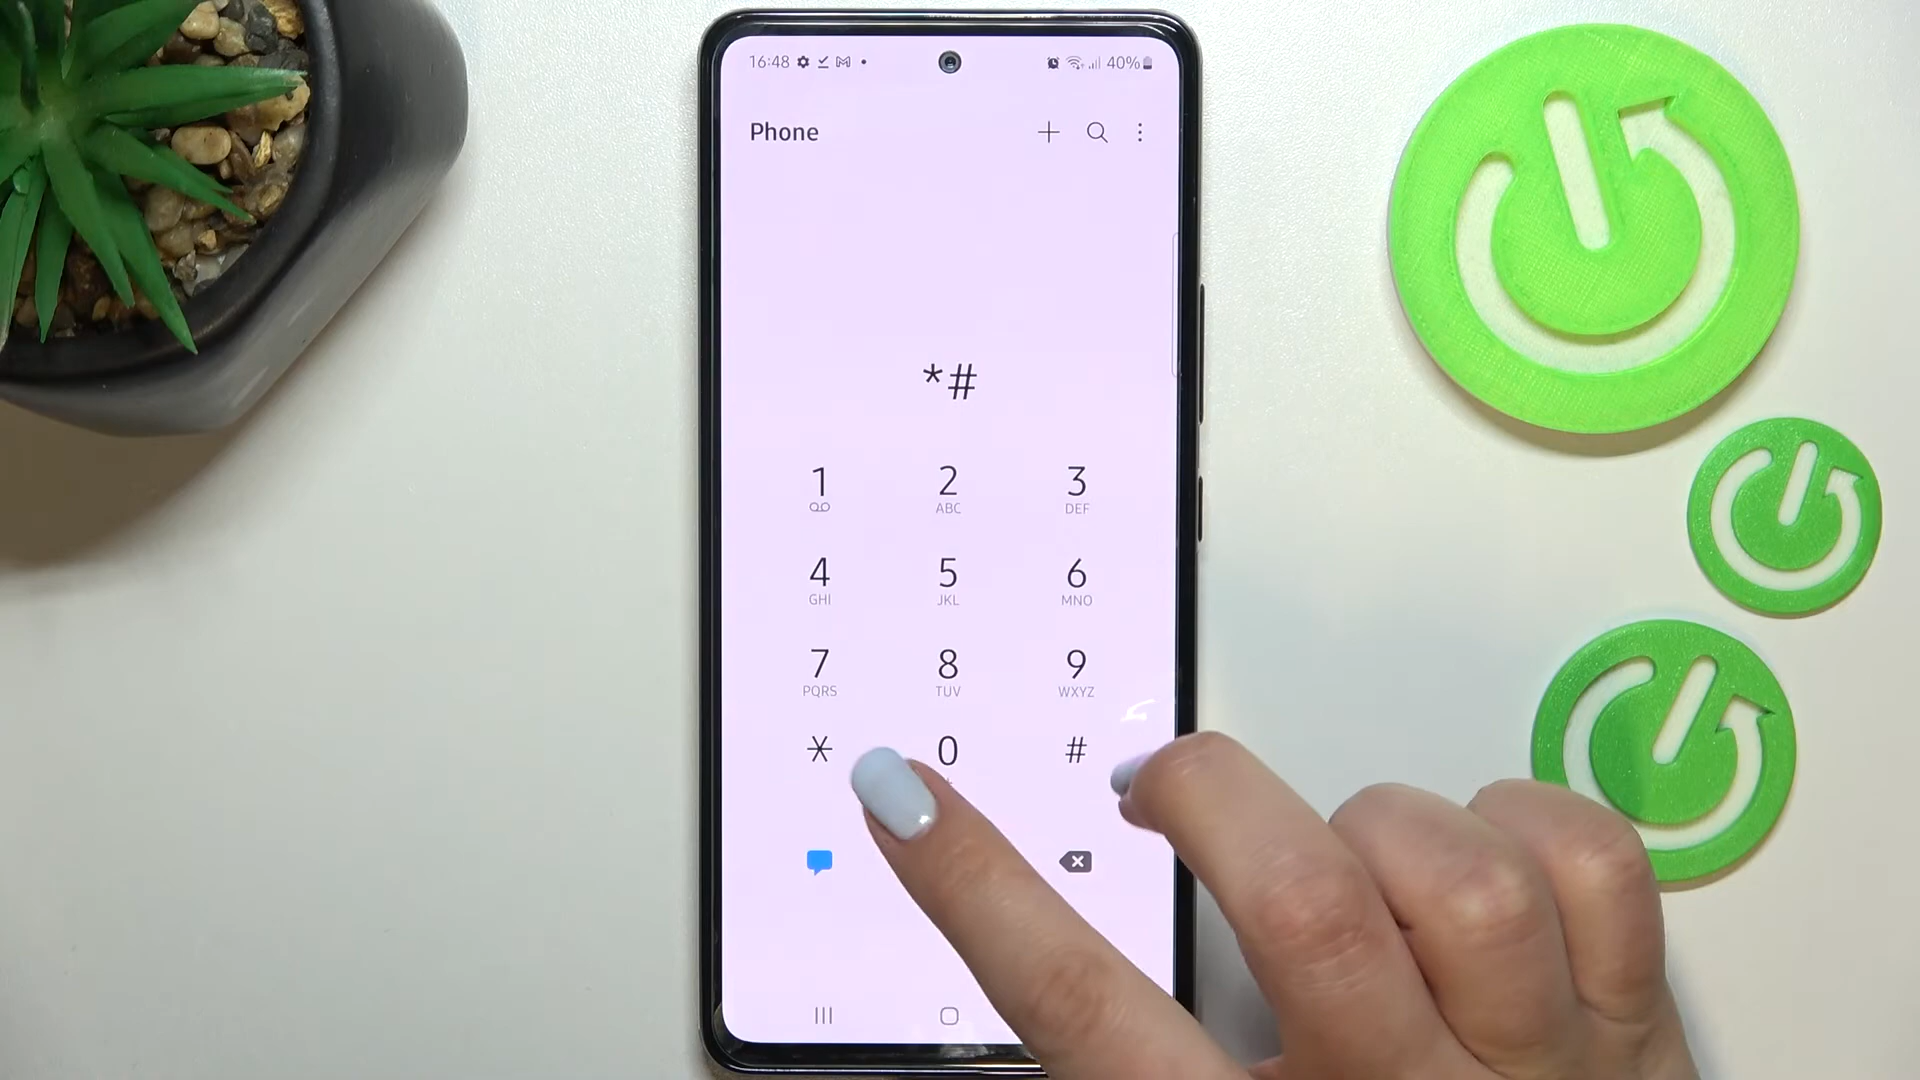 16:48 40%
Phone
*#
1 2 3
ABC DEF
4 5 6
GHI JKL MNO
7 8 9
PQRS TUV WXYZ
* 0 #